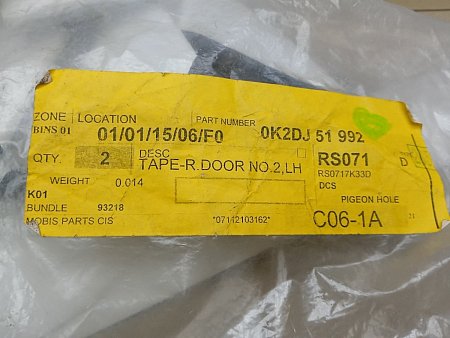 ZONE LOCATION PART NUMBER
BINS 01 01/01/15/06/F0 0K2DJ 51 992
QTY. 2 DESC RS071
TAPE-R.DOOR NO.2,LH RS0717K33D
WEIGHT 0.014 DCS
K01 PIGEON HOLE
BUNDLE 93218 *07112103162* C06-1A 21
MOBIS PARTS CIS